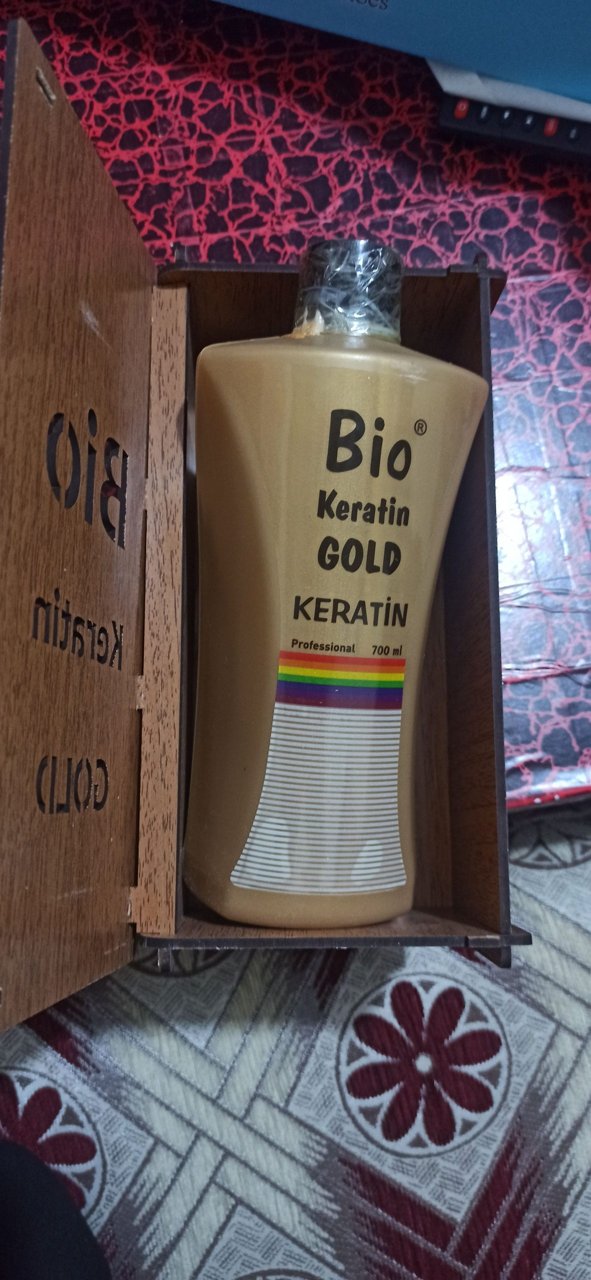 Bio®
Keratin
GOLD
KERATİN
Professional 700 ml
Bio
Keratin
GOLD